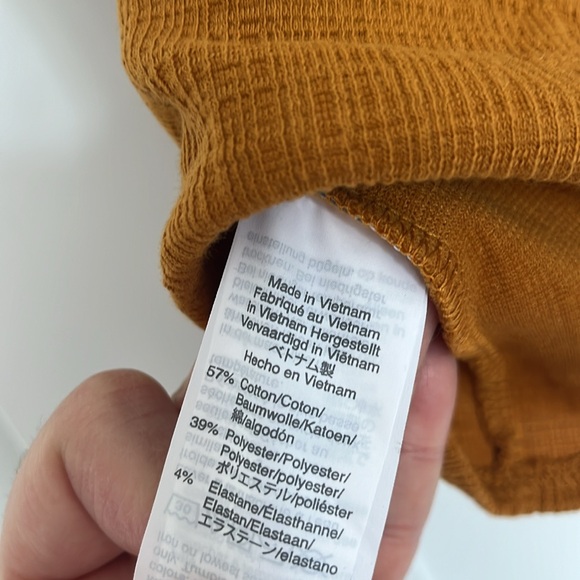 Made in Vietnam
Fabriqué au Vietnam
in Vietnam Hergestellt
Vervaardigd in Viëtnam
ベトナム製
Hecho en Vietnam
57% Cotton/Coton/
Baumwolle/Katoen/
綿/algodón
39% Polyester/Polyester/
Polyester/polyester/
ポリエステル/poliéster
4% Elastane/Élasthanne/
Elastan/Elastaan/
エラステーン/elastano